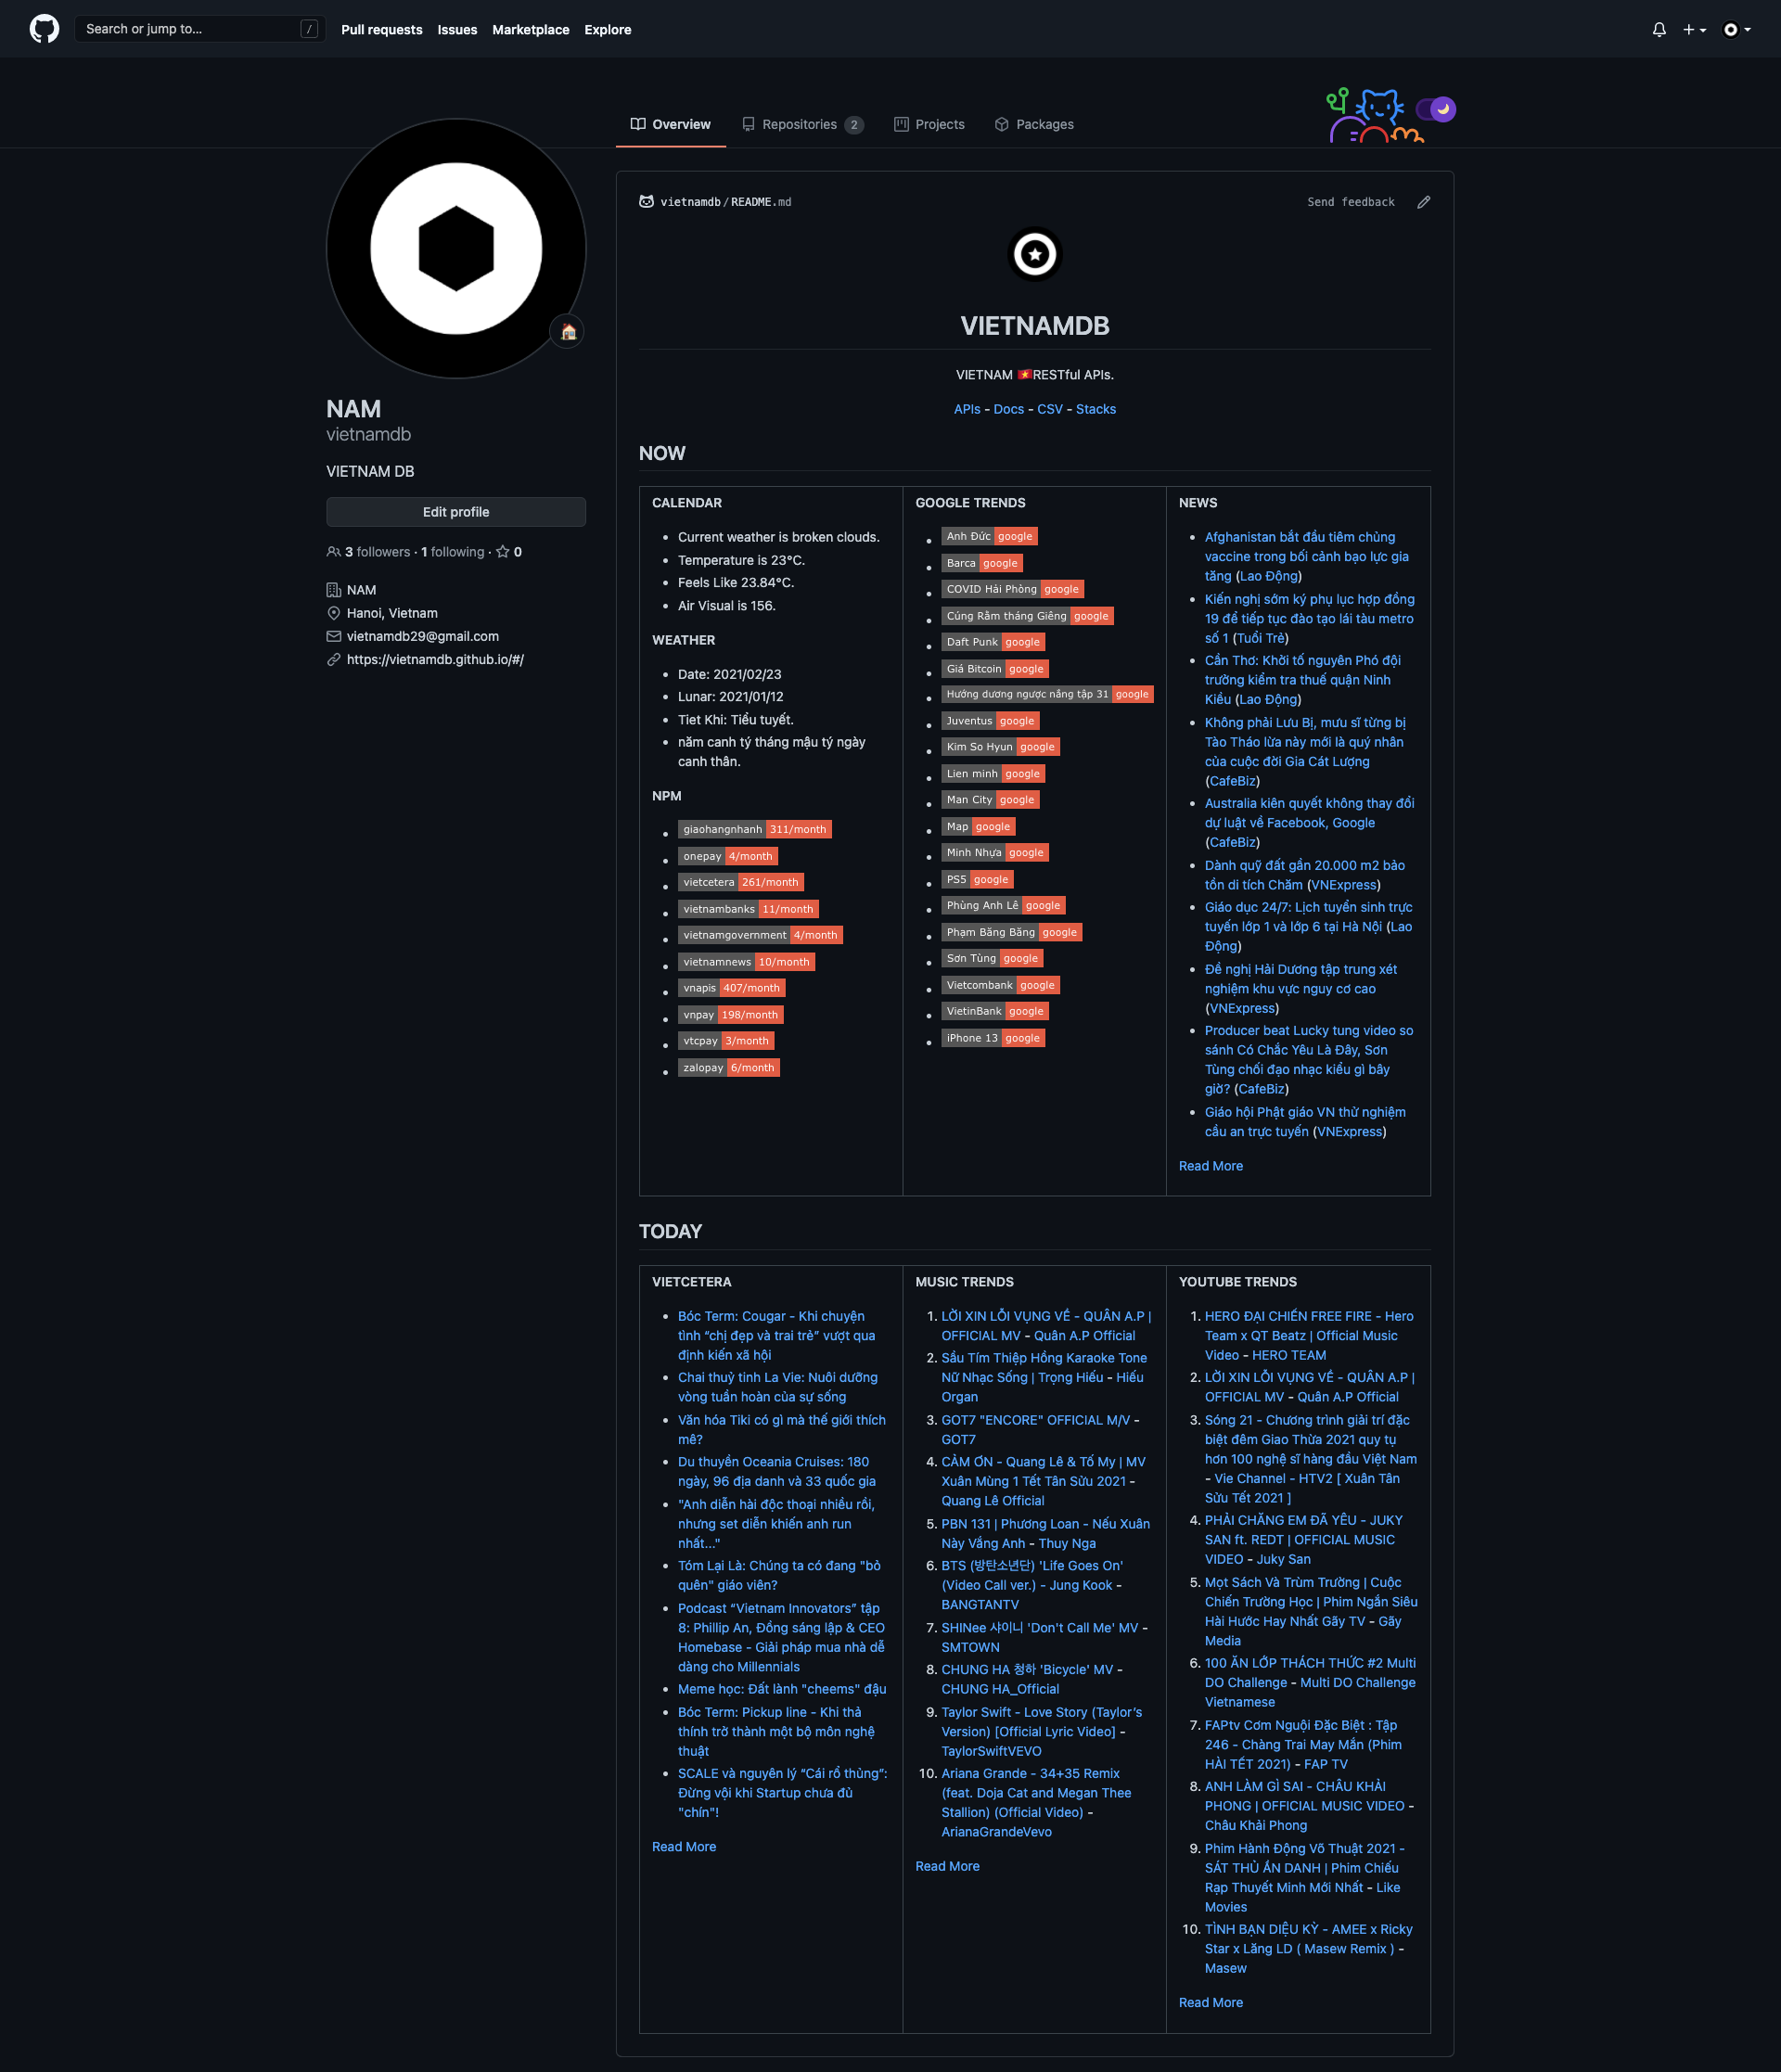 Search or jump to...
/
Pull requests
Issues
Marketplace
Explore
Overview
Repositories 2
Projects
Packages
NAM
vietnamdb
VIETNAM DB
Edit profile
3 followers · 1 following · 0
NAM
Hanoi, Vietnam
vietnamdb29@gmail.com
https://vietnamdb.github.io/#/
vietnamdb/README.md
Send feedback
VIETNAMDB
VIETNAM 🇻🇳RESTful APIs.
APIs - Docs - CSV - Stacks
NOW
CALENDAR
Current weather is broken clouds.
Temperature is 23°C.
Feels Like 23.84°C.
Air Visual is 156.
WEATHER
Date: 2021/02/23
Lunar: 2021/01/12
Tiet Khi: Tiểu tuyết.
năm canh tý tháng mậu tý ngày
canh thân.
NPM
giaohangnhanh 311/month
onepay 4/month
vietcetera 261/month
vietnambanks 11/month
vietnamgovernment 4/month
vietnamnews 10/month
vnapis 407/month
vnpay 198/month
vtcpay 3/month
zalopay 6/month
GOOGLE TRENDS
Anh Đức google
Barca google
COVID Hải Phòng google
Cúng Rằm tháng Giêng google
Daft Punk google
Giá Bitcoin google
Hướng dương ngược nắng tập 31 google
Juventus google
Kim So Hyun google
Lien minh google
Man City google
Map google
Minh Nhựa google
PS5 google
Phùng Anh Lê google
Phạm Băng Băng google
Sơn Tùng google
Vietcombank google
VietinBank google
iPhone 13 google
NEWS
Afghanistan bắt đầu tiêm chủng
vaccine trong bối cảnh bạo lực gia
tăng (Lao Động)
Kiến nghị sớm ký phụ lục hợp đồng
19 để tiếp tục đào tạo lái tàu metro
số 1 (Tuổi Trẻ)
Cần Thơ: Khởi tố nguyên Phó đội
trưởng kiểm tra thuế quận Ninh
Kiều (Lao Động)
Không phải Lưu Bị, mưu sĩ từng bị
Tào Tháo lừa này mới là quý nhân
của cuộc đời Gia Cát Lượng
(CafeBiz)
Australia kiên quyết không thay đổi
dự luật về Facebook, Google
(CafeBiz)
Dành quỹ đất gần 20.000 m2 bảo
tồn di tích Chăm (VNExpress)
Giáo dục 24/7: Lịch tuyển sinh trực
tuyến lớp 1 và lớp 6 tại Hà Nội (Lao
Động)
Đề nghị Hải Dương tập trung xét
nghiệm khu vực nguy cơ cao
(VNExpress)
Producer beat Lucky tung video so
sánh Có Chắc Yêu Là Đây, Sơn
Tùng chối đạo nhạc kiểu gì bây
giờ? (CafeBiz)
Giáo hội Phật giáo VN thử nghiệm
cầu an trực tuyến (VNExpress)
Read More
TODAY
VIETCETERA
Bóc Term: Cougar - Khi chuyện
tình “chị đẹp và trai trẻ” vượt qua
định kiến xã hội
Chai thuỷ tinh La Vie: Nuôi dưỡng
vòng tuần hoàn của sự sống
Văn hóa Tiki có gì mà thế giới thích
mê?
Du thuyền Oceania Cruises: 180
ngày, 96 địa danh và 33 quốc gia
"Anh diễn hài độc thoại nhiều rồi,
nhưng set diễn khiến anh run
nhất..."
Tóm Lại Là: Chúng ta có đang "bỏ
quên" giáo viên?
Podcast “Vietnam Innovators” tập
8: Phillip An, Đồng sáng lập & CEO
Homebase - Giải pháp mua nhà dễ
dàng cho Millennials
Meme học: Đất lành "cheems" đậu
Bóc Term: Pickup line - Khi thả
thính trở thành một bộ môn nghệ
thuật
SCALE và nguyên lý “Cái rổ thủng”:
Đừng vội khi Startup chưa đủ
"chín"!
Read More
MUSIC TRENDS
1. LỜI XIN LỖI VỤNG VỀ - QUÂN A.P |
OFFICIAL MV - Quân A.P Official
2. Sầu Tím Thiệp Hồng Karaoke Tone
Nữ Nhạc Sống | Trọng Hiếu - Hiếu
Organ
3. GOT7 "ENCORE" OFFICIAL M/V -
GOT7
4. CẢM ƠN - Quang Lê & Tố My | MV
Xuân Mừng 1 Tết Tân Sửu 2021 -
Quang Lê Official
5. PBN 131 | Phương Loan - Nếu Xuân
Này Vắng Anh - Thuy Nga
6. BTS (방탄소년단) 'Life Goes On'
(Video Call ver.) - Jung Kook -
BANGTANTV
7. SHINee 샤이니 'Don't Call Me' MV -
SMTOWN
8. CHUNG HA 청하 'Bicycle' MV -
CHUNG HA_Official
9. Taylor Swift - Love Story (Taylor’s
Version) [Official Lyric Video] -
TaylorSwiftVEVO
10. Ariana Grande - 34+35 Remix
(feat. Doja Cat and Megan Thee
Stallion) (Official Video) -
ArianaGrandeVevo
Read More
YOUTUBE TRENDS
1. HERO ĐẠI CHIẾN FREE FIRE - Hero
Team x QT Beatz | Official Music
Video - HERO TEAM
2. LỜI XIN LỖI VỤNG VỀ - QUÂN A.P |
OFFICIAL MV - Quân A.P Official
3. Sóng 21 - Chương trình giải trí đặc
biệt đêm Giao Thừa 2021 quy tụ
hơn 100 nghệ sĩ hàng đầu Việt Nam
- Vie Channel - HTV2 [ Xuân Tân
Sửu Tết 2021 ]
4. PHẢI CHĂNG EM ĐÃ YÊU - JUKY
SAN ft. REDT | OFFICIAL MUSIC
VIDEO - Juky San
5. Mọt Sách Và Trùm Trường | Cuộc
Chiến Trường Học | Phim Ngắn Siêu
Hài Hước Hay Nhất Gãy TV - Gãy
Media
6. 100 ĂN LỚP THÁCH THỨC #2 Multi
DO Challenge - Multi DO Challenge
Vietnamese
7. FAPtv Cơm Nguội Đặc Biệt : Tập
246 - Chàng Trai May Mắn (Phim
HÀI TẾT 2021) - FAP TV
8. ANH LÀM GÌ SAI - CHÂU KHẢI
PHONG | OFFICIAL MUSIC VIDEO -
Châu Khải Phong
9. Phim Hành Động Võ Thuật 2021 -
SÁT THỦ ẨN DANH | Phim Chiếu
Rạp Thuyết Minh Mới Nhất - Like
Movies
10. TÌNH BẠN DIỆU KỲ - AMEE x Ricky
Star x Lăng LD ( Masew Remix ) -
Masew
Read More